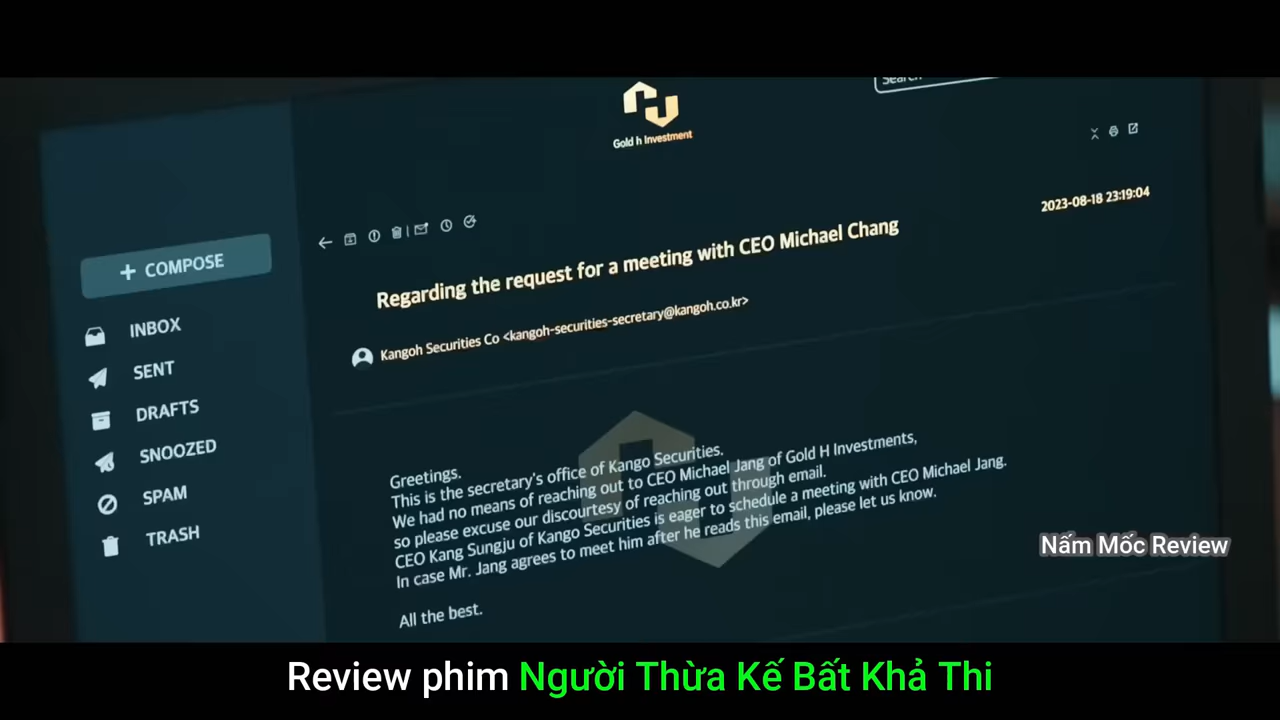 Gold h Investment
2023-08-18 23:19:04
Regarding the request for a meeting with CEO Michael Chang
Kangoh Securities Co <kangoh-securities-secretary@kangoh.co.kr>
COMPOSE
INBOX
SENT
DRAFTS
SNOOZED
SPAM
TRASH
Greetings.
This is the secretary's office of Kango Securities.
We had no means of reaching out to CEO Michael Jang of Gold H Investments,
so please excuse our discourtesy of reaching out through email.
CEO Kang Sungju of Kango Securities is eager to schedule a meeting with CEO Michael Jang.
In case Mr. Jang agrees to meet him after he reads this email, please let us know.
All the best.
Nấm Mốc Review
Review phim Người Thừa Kế Bất Khả Thi